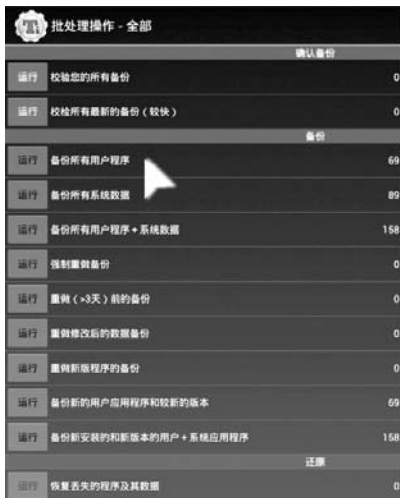 批处理操作 - 全部
确认备份
运行 校验您的所有备份 0
运行 校检所有最新的备份(较快) 0
备份
运行 备份所有用户程序 69
运行 备份所有系统数据 89
运行 备份所有用户程序+系统数据 158
运行 强制重做备份 0
运行 重做(>3天)前的备份 0
运行 重做修改后的数据备份 0
运行 重做新版程序的备份 0
运行 备份新的用户应用程序和较新的版本 69
运行 备份新安装的和新版本的用户+系统应用程序 158
还原
运行 恢复丢失的程序及其数据 0